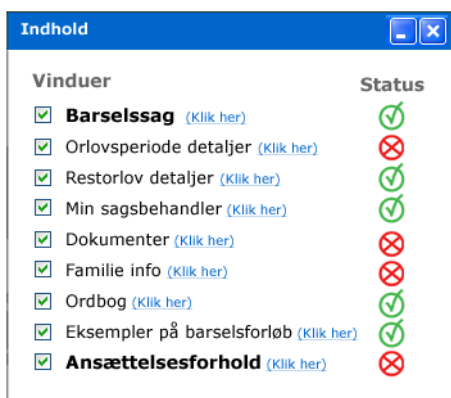 Indhold
Vinduer Status
Barselssag (Klik her)
Orlovsperiode detaljer (Klik her)
Restorlov detaljer (Klik her)
Min sagsbehandler (Klik her)
Dokumenter (Klik her)
Familie info (Klik her)
Ordbog (Klik her)
Eksempler på barselsforløb (Klik her)
Ansættelsesforhold (Klik her)